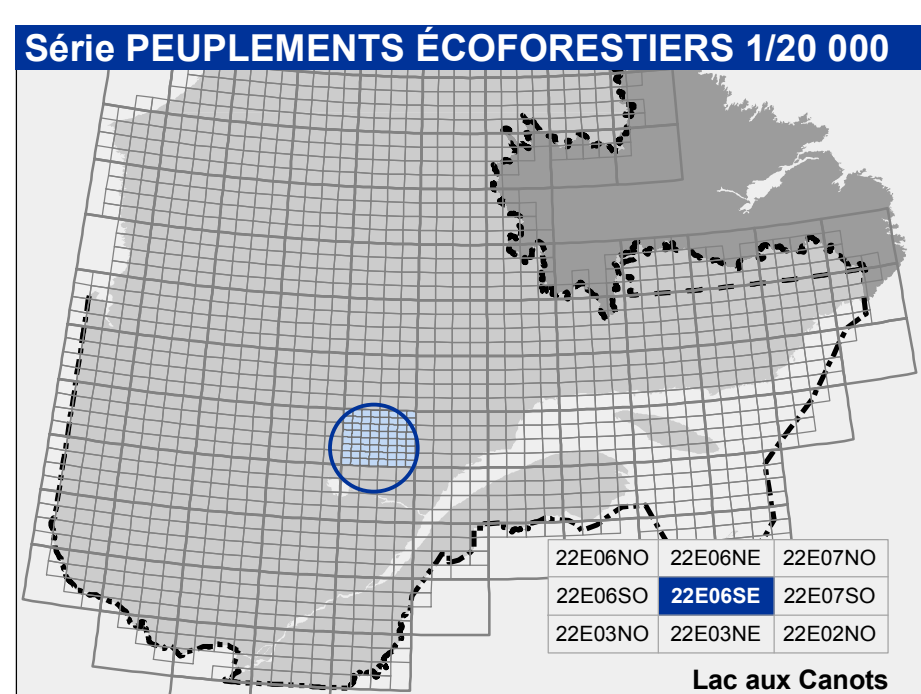 Série PEUPLEMENTS ÉCOFORESTIERS 1/20 000
22E06NO 22E06NE 22E07NO
22E06SO 22E06SE 22E07SO
22E03NO 22E03NE 22E02NO
Lac aux Canots